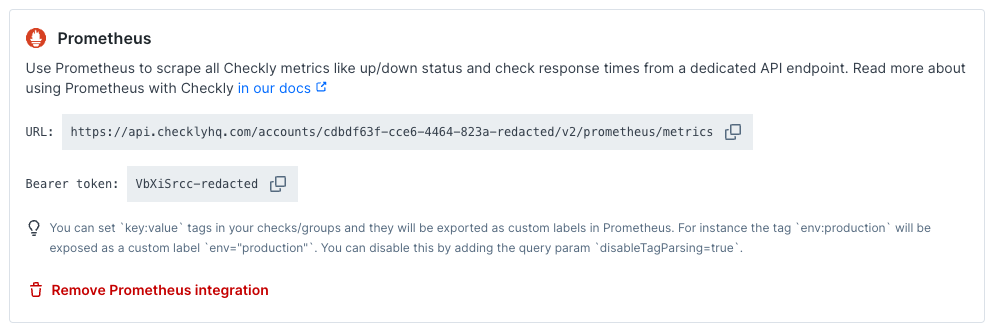 Prometheus
Use Prometheus to scrape all Checkly metrics like up/down status and check response times from a dedicated API endpoint. Read more about
using Prometheus with Checkly in our docs
URL: https://api.checklyhq.com/accounts/cdbdf63f-cce6-4464-823a-redacted/v2/prometheus/metrics
Bearer token: VbXiSrcc-redacted
You can set `key:value` tags in your checks/groups and they will be exported as custom labels in Prometheus. For instance the tag `env:production` will be
exposed as a custom label `env="production"`. You can disable this by adding the query param `disableTagParsing=true`.
Remove Prometheus integration